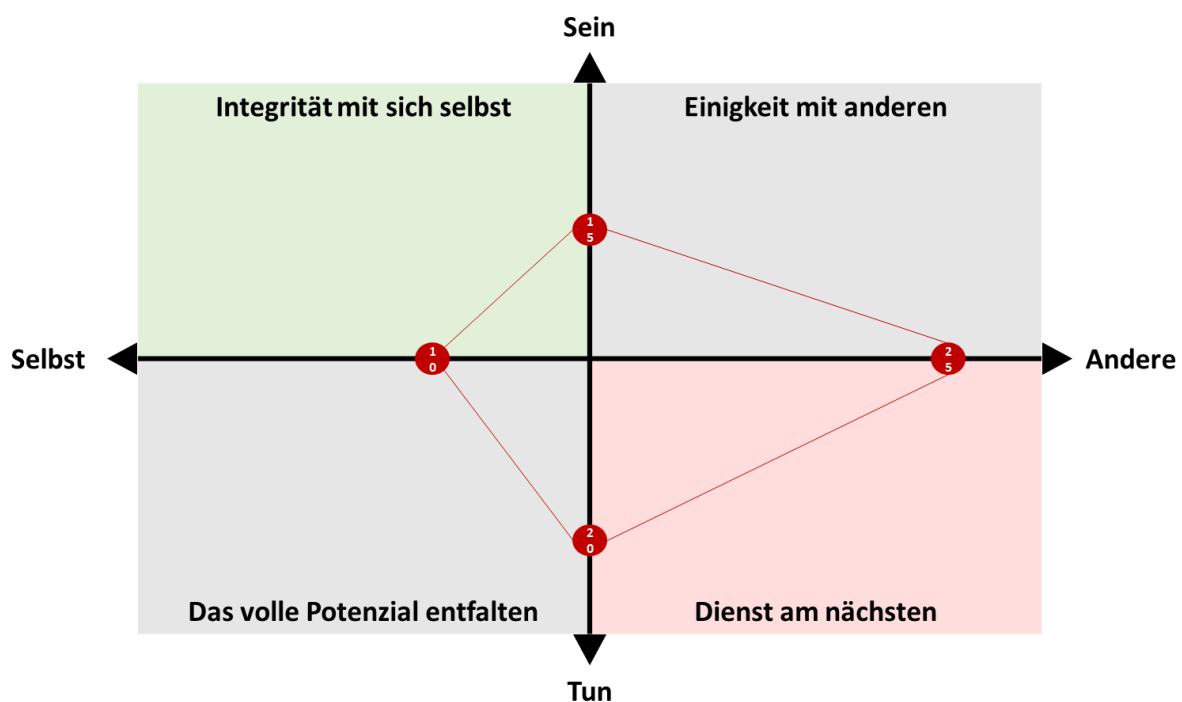 Sein
Integrität mit sich selbst
Einigkeit mit anderen
1
5
Selbst
1
0
2
5
Andere
2
0
Das volle Potenzial entfalten
Dienst am nächsten
Tun